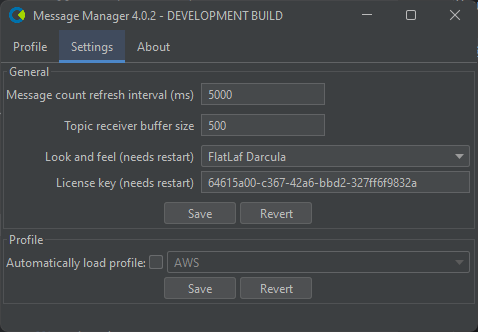 Message Manager 4.0.2 - DEVELOPMENT BUILD
Profile Settings About
General
Message count refresh interval (ms) 5000
Topic receiver buffer size 500
Look and feel (needs restart) FlatLaf Darcula
License key (needs restart) 64615a00-c367-42a6-bbd2-327ff6f9832a
Save Revert
Profile
Automatically load profile: AWS
Save Revert